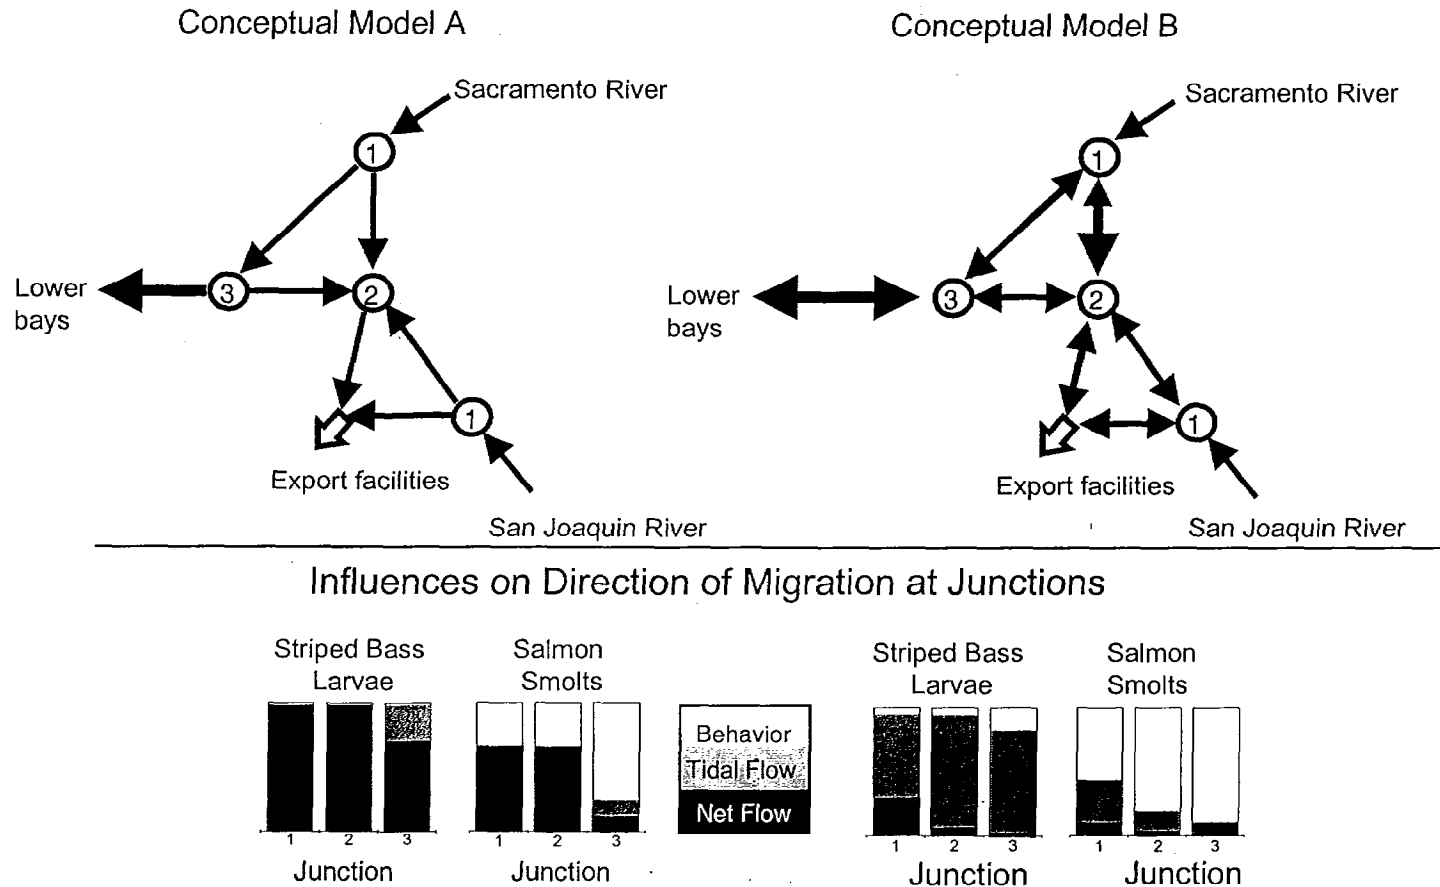 Conceptual Model A
Conceptual Model B
Sacramento River
1
Lower
bays
3
2
1
Export facilities
San Joaquin River
Sacramento River
1
Lower
bays
3
2
1
Export facilities
San Joaquin River
Influences on Direction of Migration at Junctions
Striped Bass
Larvae
1 2 3
Junction
Salmon
Smolts
1 2 3
Junction
Behavior
Tidal Flow
Net Flow
Striped Bass
Larvae
1 2 3
Junction
Salmon
Smolts
1 2 3
Junction